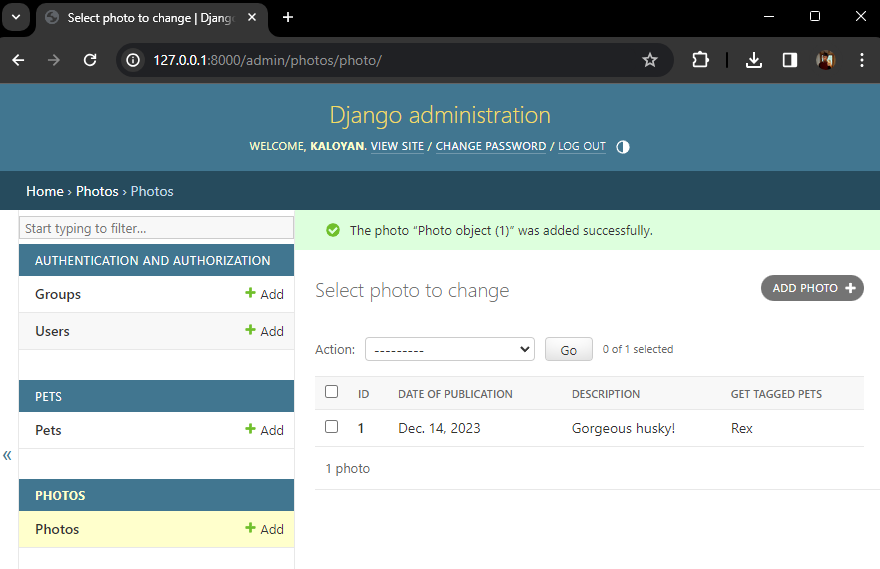 Select photo to change | Djang
127.0.0.1:8000/admin/photos/photo/
Django administration
WELCOME, KALOYAN. VIEW SITE / CHANGE PASSWORD / LOG OUT
Home › Photos › Photos
Start typing to filter...
AUTHENTICATION AND AUTHORIZATION
Groups + Add
Users + Add
PETS
Pets + Add
«
PHOTOS
Photos + Add
The photo “Photo object (1)” was added successfully.
Select photo to change
ADD PHOTO +
Action: --------- Go 0 of 1 selected
ID DATE OF PUBLICATION DESCRIPTION GET TAGGED PETS
1 Dec. 14, 2023 Gorgeous husky! Rex
1 photo